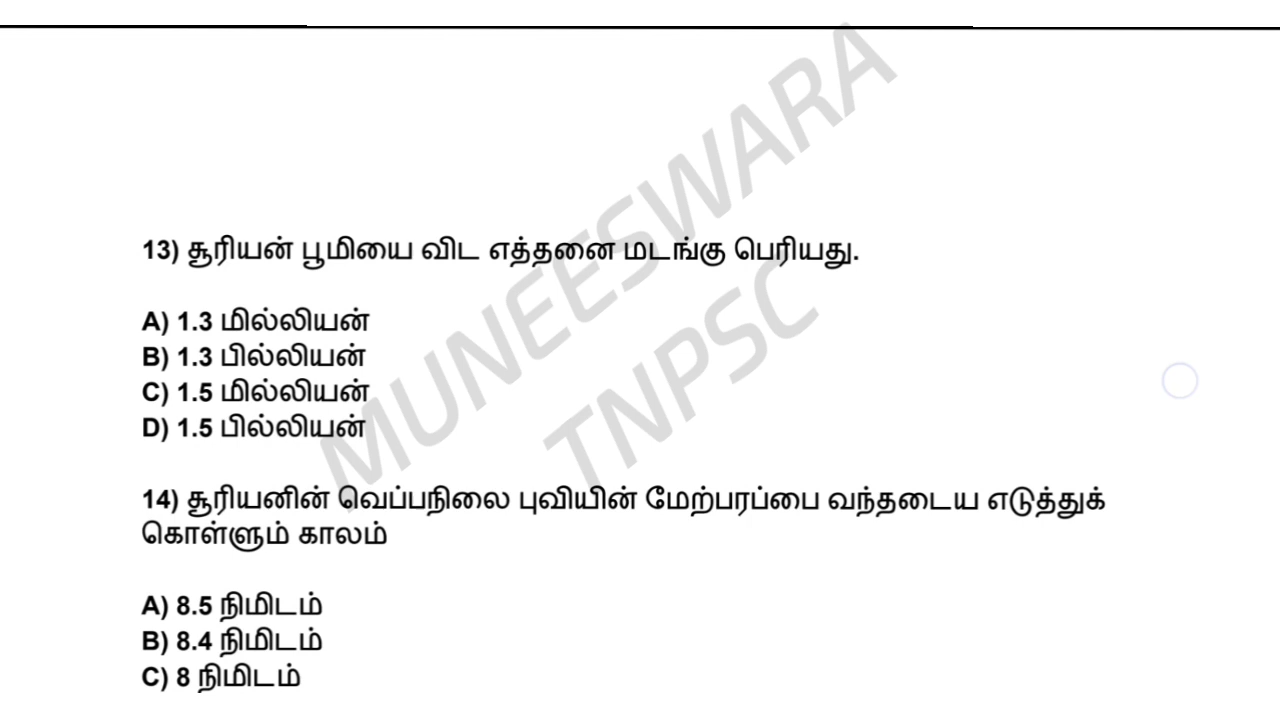 13) சூரியன் பூமியை விட எத்தனை மடங்கு பெரியது.
A) 1.3 மில்லியன்
B) 1.3 பில்லியன்
C) 1.5 மில்லியன்
D) 1.5 பில்லியன்
14) சூரியனின் வெப்பநிலை புவியின் மேற்பரப்பை வந்தடைய எடுத்துக்
கொள்ளும் காலம்
A) 8.5 நிமிடம்
B) 8.4 நிமிடம்
C) 8 நிமிடம்
MUNEESWARA
TNPSC